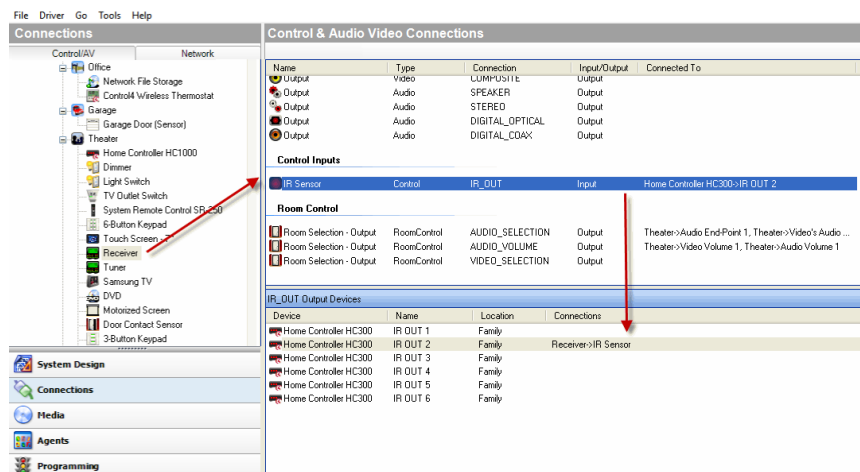 File Driver Go Tools Help
Connections
Control/AV Network
Office
Network File Storage
Control4 Wireless Thermostat
Garage
Garage Door (Sensor)
Theater
Home Controller HC1000
Dimmer
Light Switch
TV Outlet Switch
System Remote Control SR-250
6-Button Keypad
Touch Screen - 7"
Receiver
Tuner
Samsung TV
DVD
Motorized Screen
Door Contact Sensor
3-Button Keypad
System Design
Connections
Media
Agents
Programming
Control & Audio Video Connections
Name Type Connection Input/Output Connected To
Output Video COMPOSITE Output
Output Audio SPEAKER Output
Output Audio STEREO Output
Output Audio DIGITAL_OPTICAL Output
Output Audio DIGITAL_COAX Output
Control Inputs
IR Sensor Control IR_OUT Input Home Controller HC300->IR OUT 2
Room Control
Room Selection - Output RoomControl AUDIO_SELECTION Output Theater->Audio End-Point 1, Theater->Video's Audio ...
Room Selection - Output RoomControl AUDIO_VOLUME Output Theater->Video Volume 1, Theater->Audio Volume 1
Room Selection - Output RoomControl VIDEO_SELECTION Output
IR_OUT Output Devices
Device Name Location Connections
Home Controller HC300 IR OUT 1 Family
Home Controller HC300 IR OUT 2 Family Receiver->IR Sensor
Home Controller HC300 IR OUT 3 Family
Home Controller HC300 IR OUT 4 Family
Home Controller HC300 IR OUT 5 Family
Home Controller HC300 IR OUT 6 Family